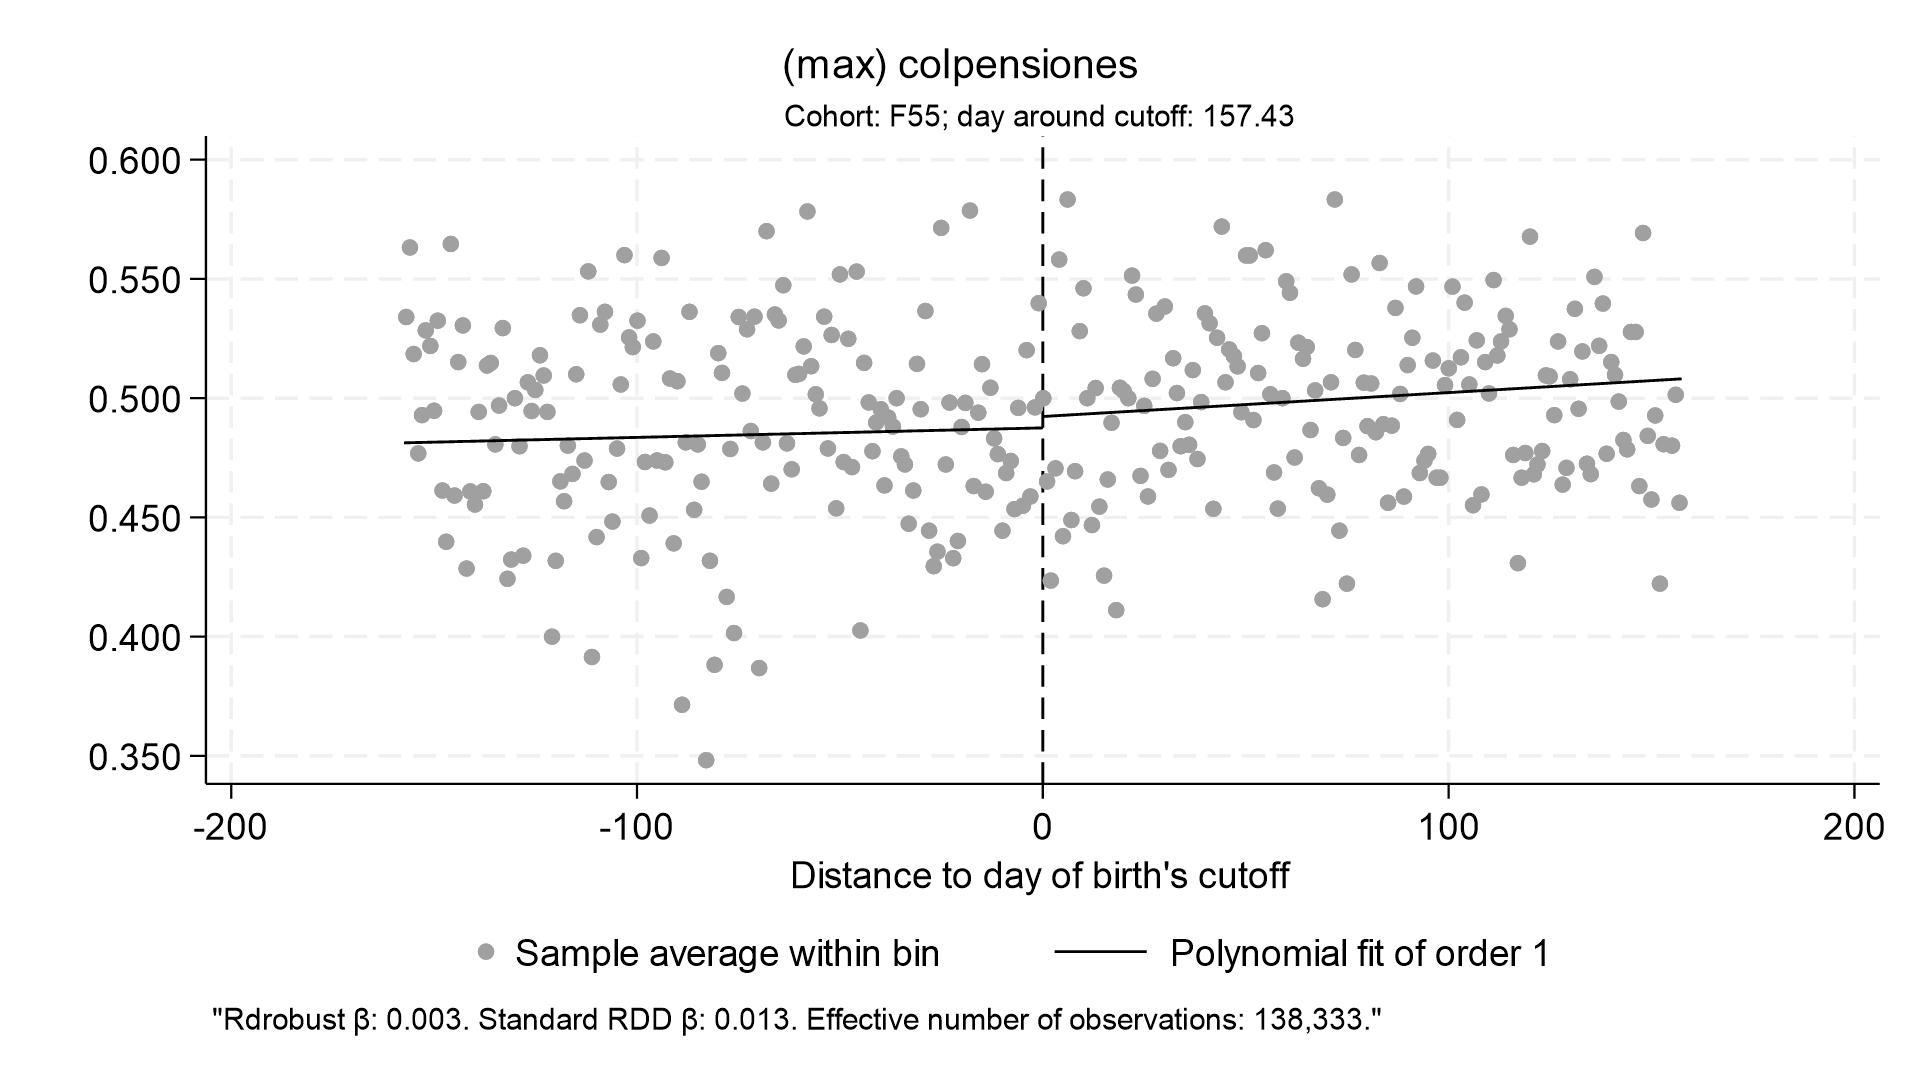 (max) colpensiones
Cohort: F55; day around cutoff: 157.43
0.600
0.550
0.500
0.450
0.400
0.350
-200 -100 0 100 200
Distance to day of birth's cutoff
Sample average within bin Polynomial fit of order 1
"Rdrobust β: 0.003. Standard RDD β: 0.013. Effective number of observations: 138,333."